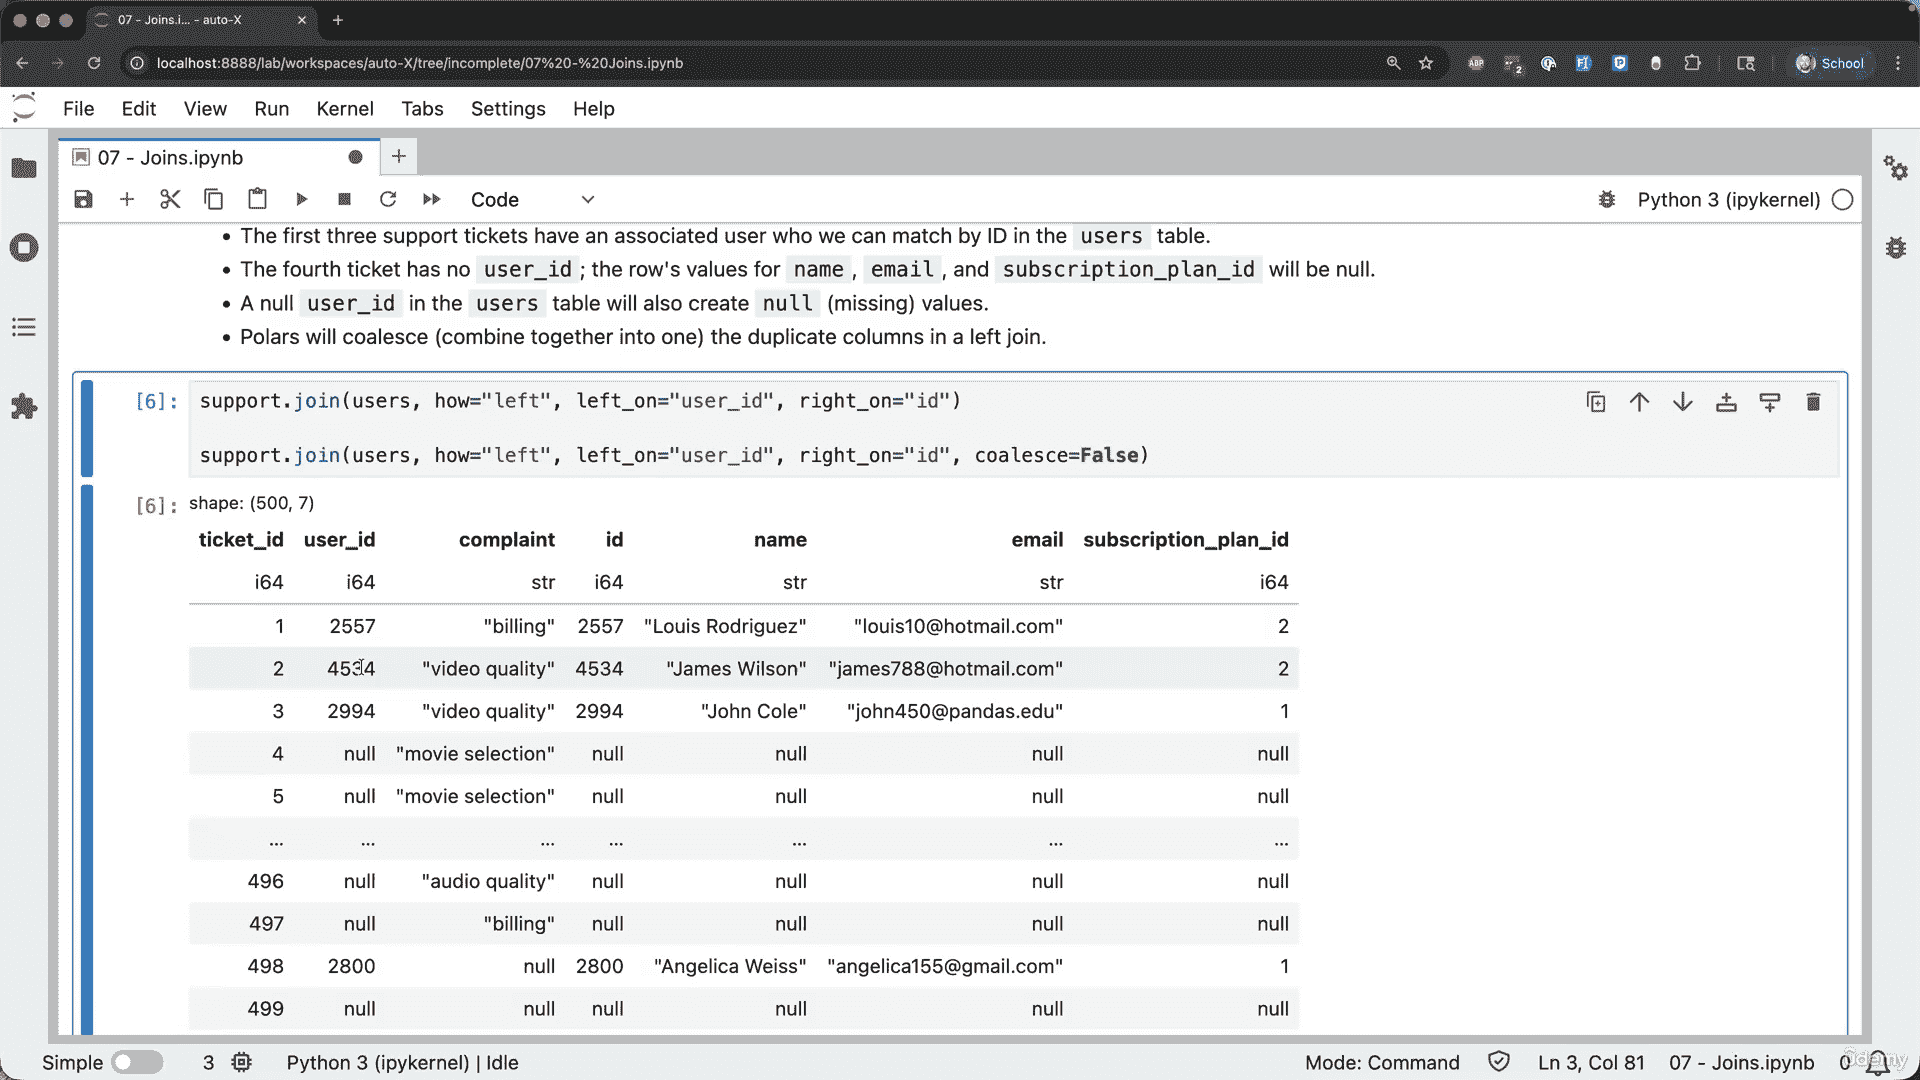 07 - Joins.i... - auto-X
localhost:8888/lab/workspaces/auto-X/tree/incomplete/07%20-%20Joins.ipynb
ABP
2
School
File Edit View Run Kernel Tabs Settings Help
07 - Joins.ipynb
Code
Python 3 (ipykernel)
• The first three support tickets have an associated user who we can match by ID in the users table.
• The fourth ticket has no user_id; the row's values for name, email, and subscription_plan_id will be null.
• A null user_id in the users table will also create null (missing) values.
• Polars will coalesce (combine together into one) the duplicate columns in a left join.
[6]: support.join(users, how="left", left_on="user_id", right_on="id")
support.join(users, how="left", left_on="user_id", right_on="id", coalesce=False)
[6]: shape: (500, 7)
ticket_id user_id complaint id name email subscription_plan_id
i64 i64 str i64 str str i64
1 2557 "billing" 2557 "Louis Rodriguez" "louis10@hotmail.com" 2
2 4534 "video quality" 4534 "James Wilson" "james788@hotmail.com" 2
3 2994 "video quality" 2994 "John Cole" "john450@pandas.edu" 1
4 null "movie selection" null null null null
5 null "movie selection" null null null null
... ... ... ... ... ... ...
496 null "audio quality" null null null null
497 null "billing" null null null null
498 2800 null 2800 "Angelica Weiss" "angelica155@gmail.com" 1
499 null null null null null null
Simple 3 Python 3 (ipykernel) | Idle Mode: Command Ln 3, Col 81 07 - Joins.ipynb 0
Udemy